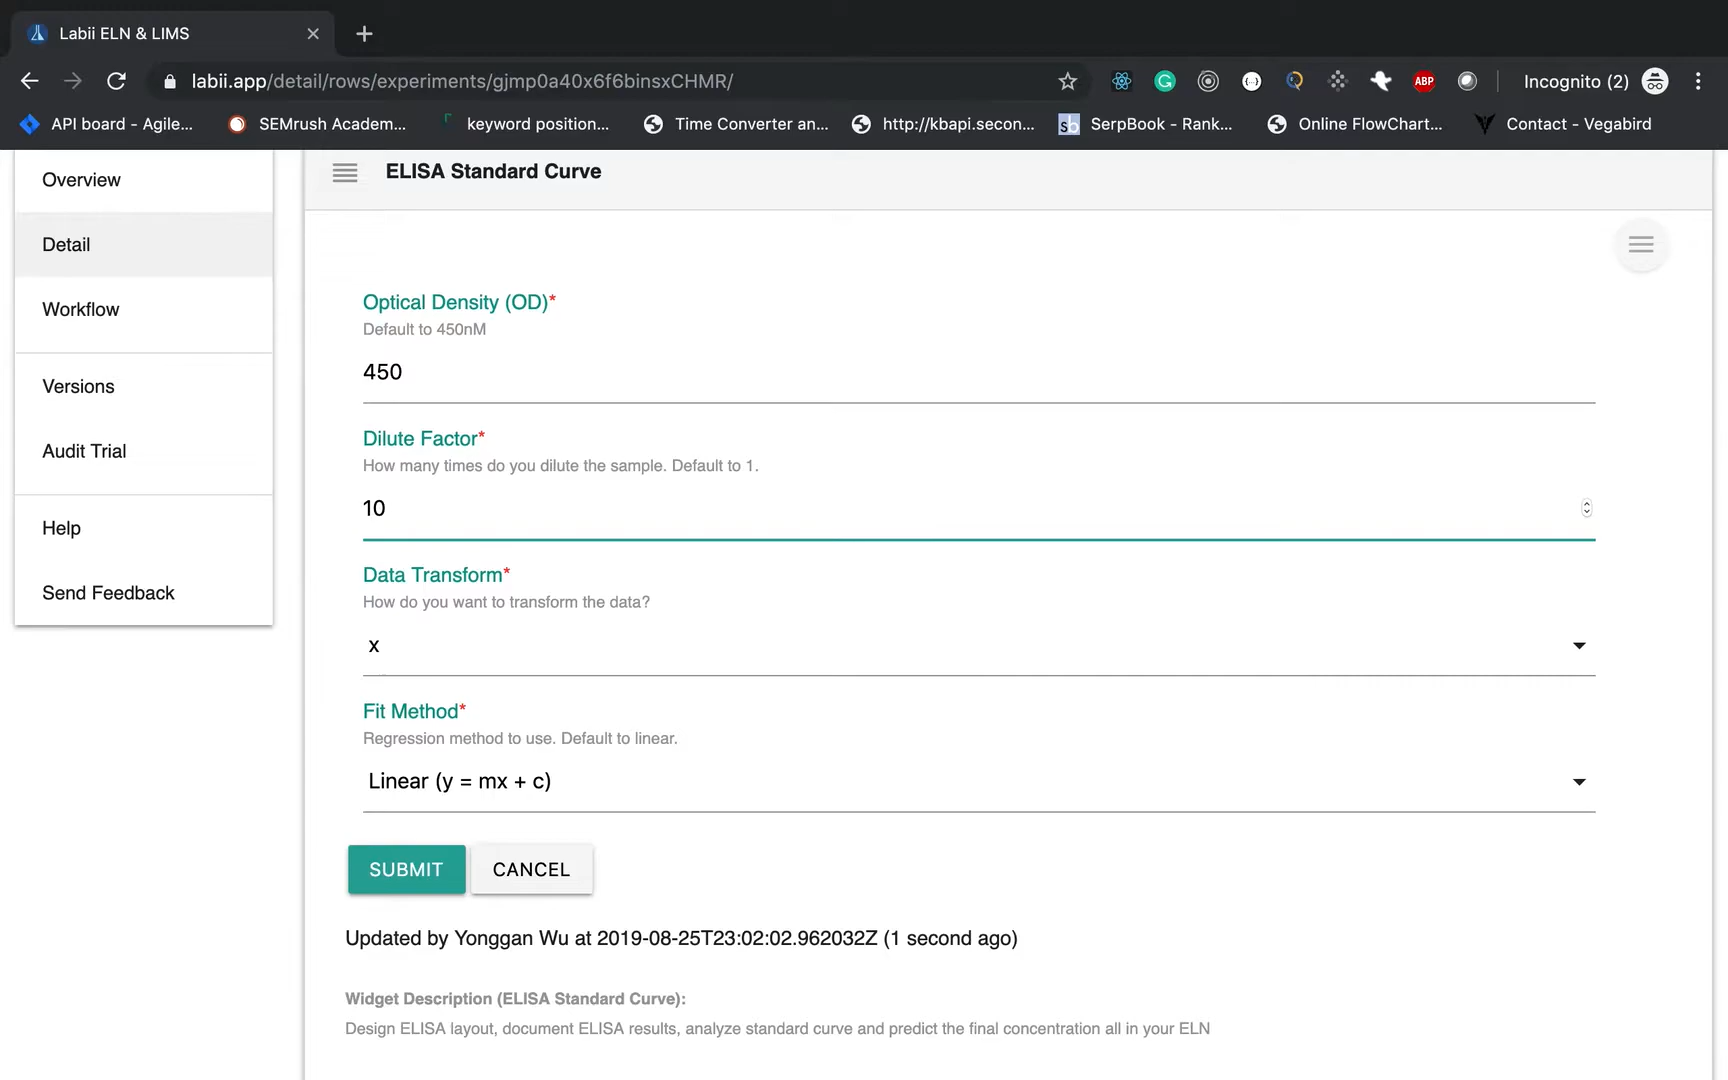 Labii ELN & LIMS
labii.app/detail/rows/experiments/gjmp0a40x6f6binsxCHMR/
ABP
Incognito (2)
API board - Agile...
SEMrush Academ...
keyword position...
Time Converter an...
http://kbapi.secon...
sb
SerpBook - Rank...
Online FlowChart...
Contact - Vegabird
Overview
Detail
Workflow
Versions
Audit Trial
Help
Send Feedback
ELISA Standard Curve
Optical Density (OD)*
Default to 450nM
450
Dilute Factor*
How many times do you dilute the sample. Default to 1.
10
Data Transform*
How do you want to transform the data?
x
Fit Method*
Regression method to use. Default to linear.
Linear (y = mx + c)
SUBMIT
CANCEL
Updated by Yonggan Wu at 2019-08-25T23:02:02.962032Z (1 second ago)
Widget Description (ELISA Standard Curve):
Design ELISA layout, document ELISA results, analyze standard curve and predict the final concentration all in your ELN